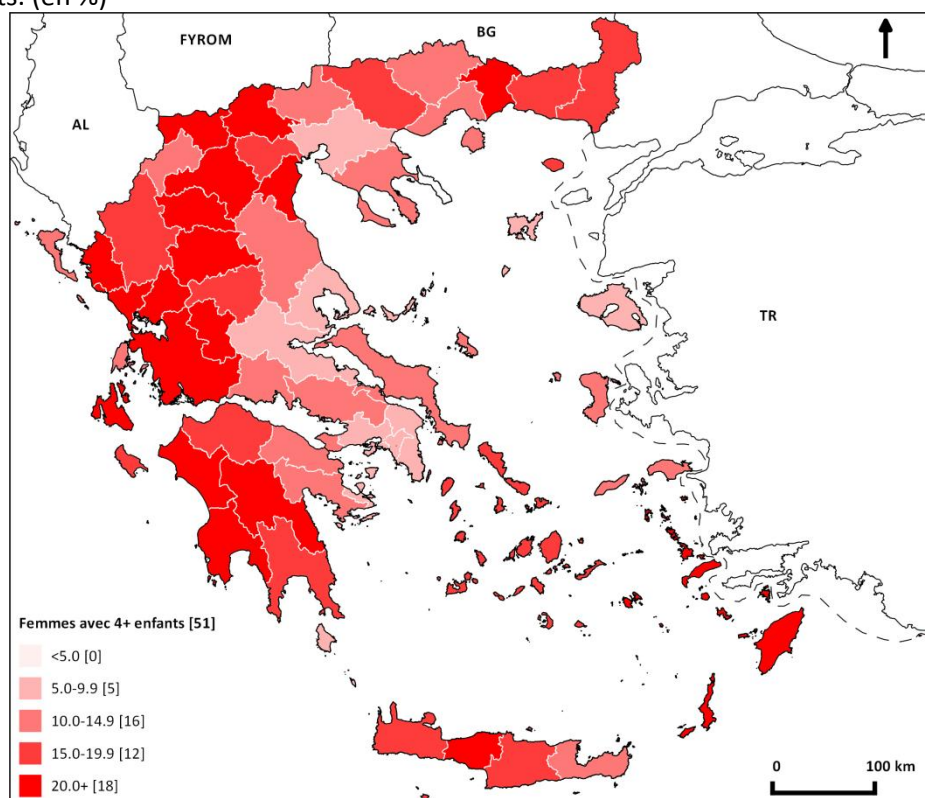 (en %)
FYROM
BG
AL
TR
Femmes avec 4+ enfants [51]
<5.0 [0]
5.0-9.9 [5]
10.0-14.9 [16]
15.0-19.9 [12]
20.0+ [18]
0 100 km